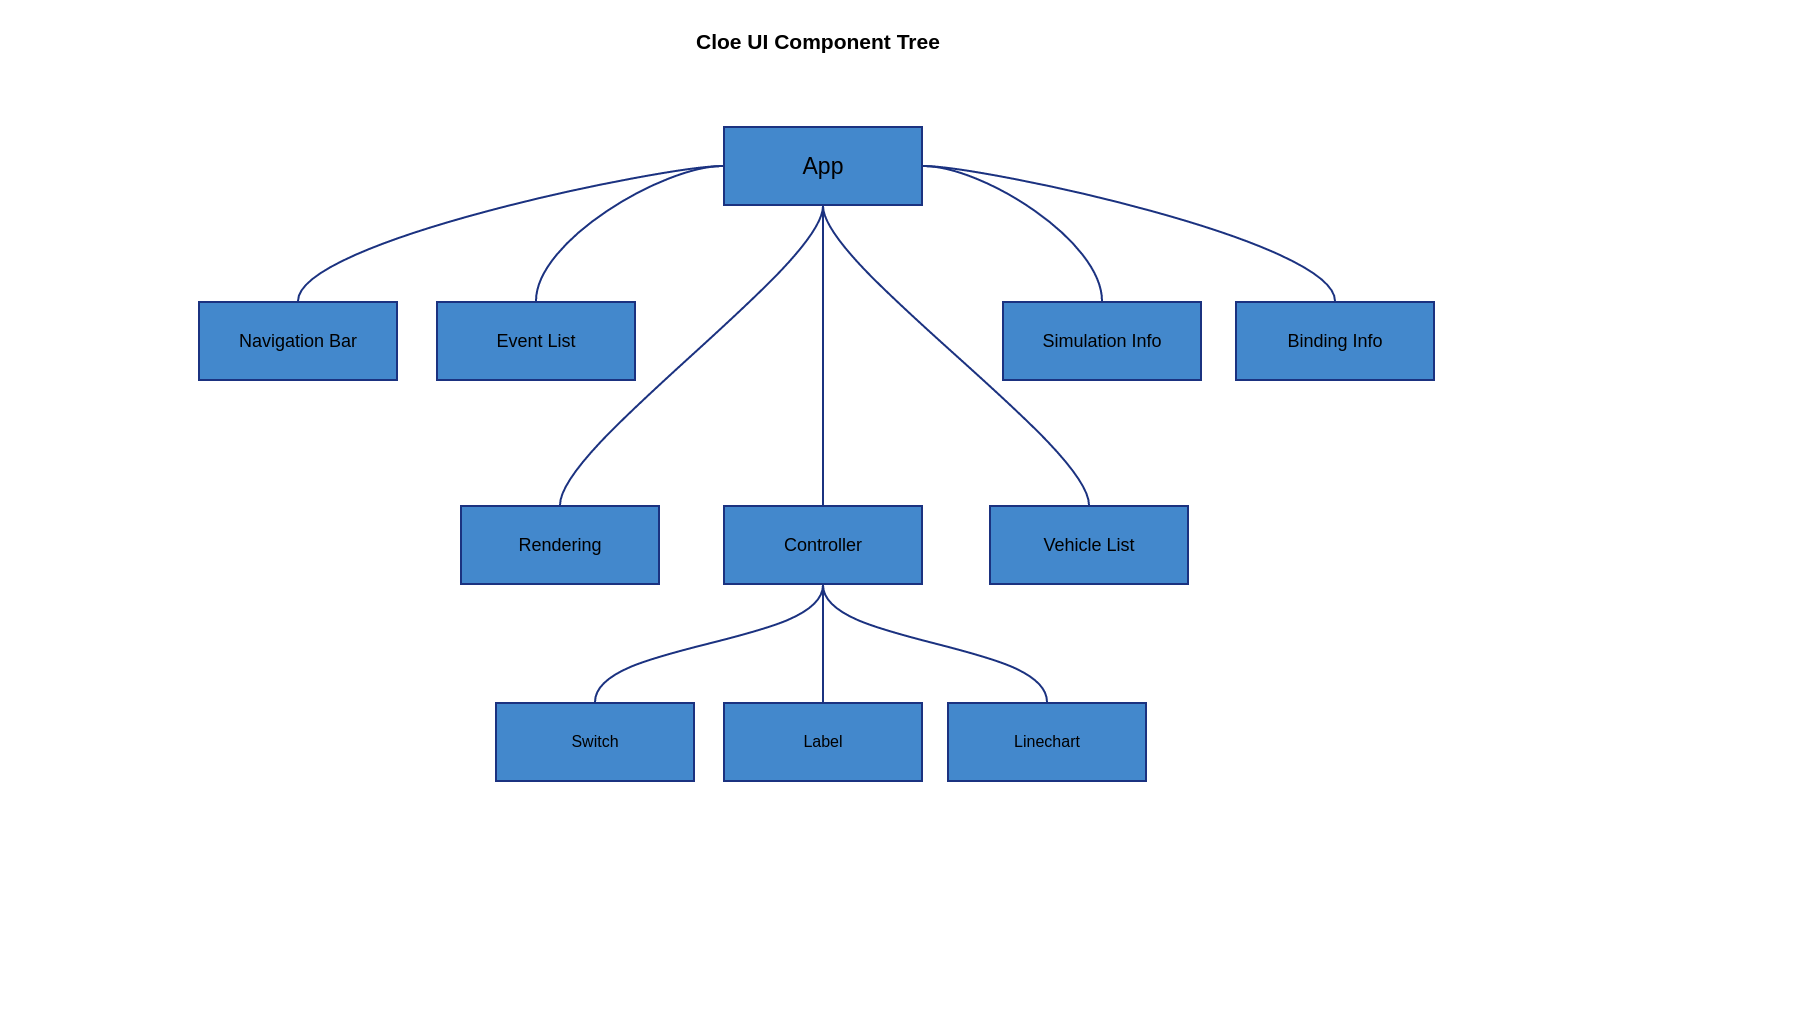 Cloe UI Component Tree
App
Navigation Bar
Event List
Simulation Info
Binding Info
Rendering
Controller
Vehicle List
Switch
Label
Linechart